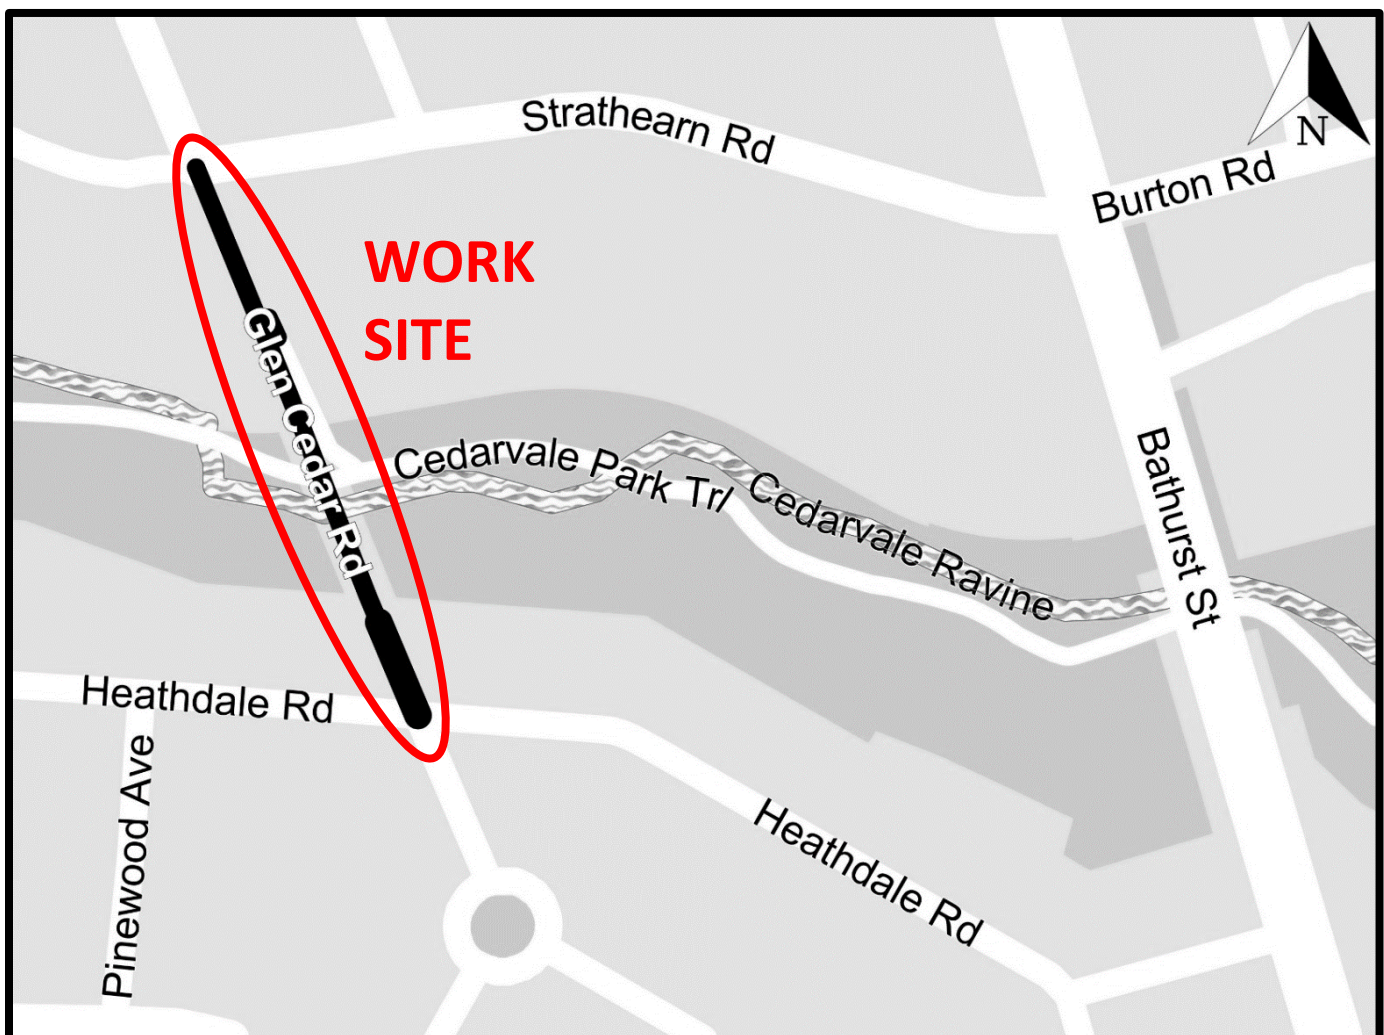 Strathearn Rd
N
Burton Rd
WORK
SITE
Glen Cedar Rd
Cedarvale Park Trl
Cedarvale Ravine
Bathurst St
Heathdale Rd
Pinewood Ave
Heathdale Rd